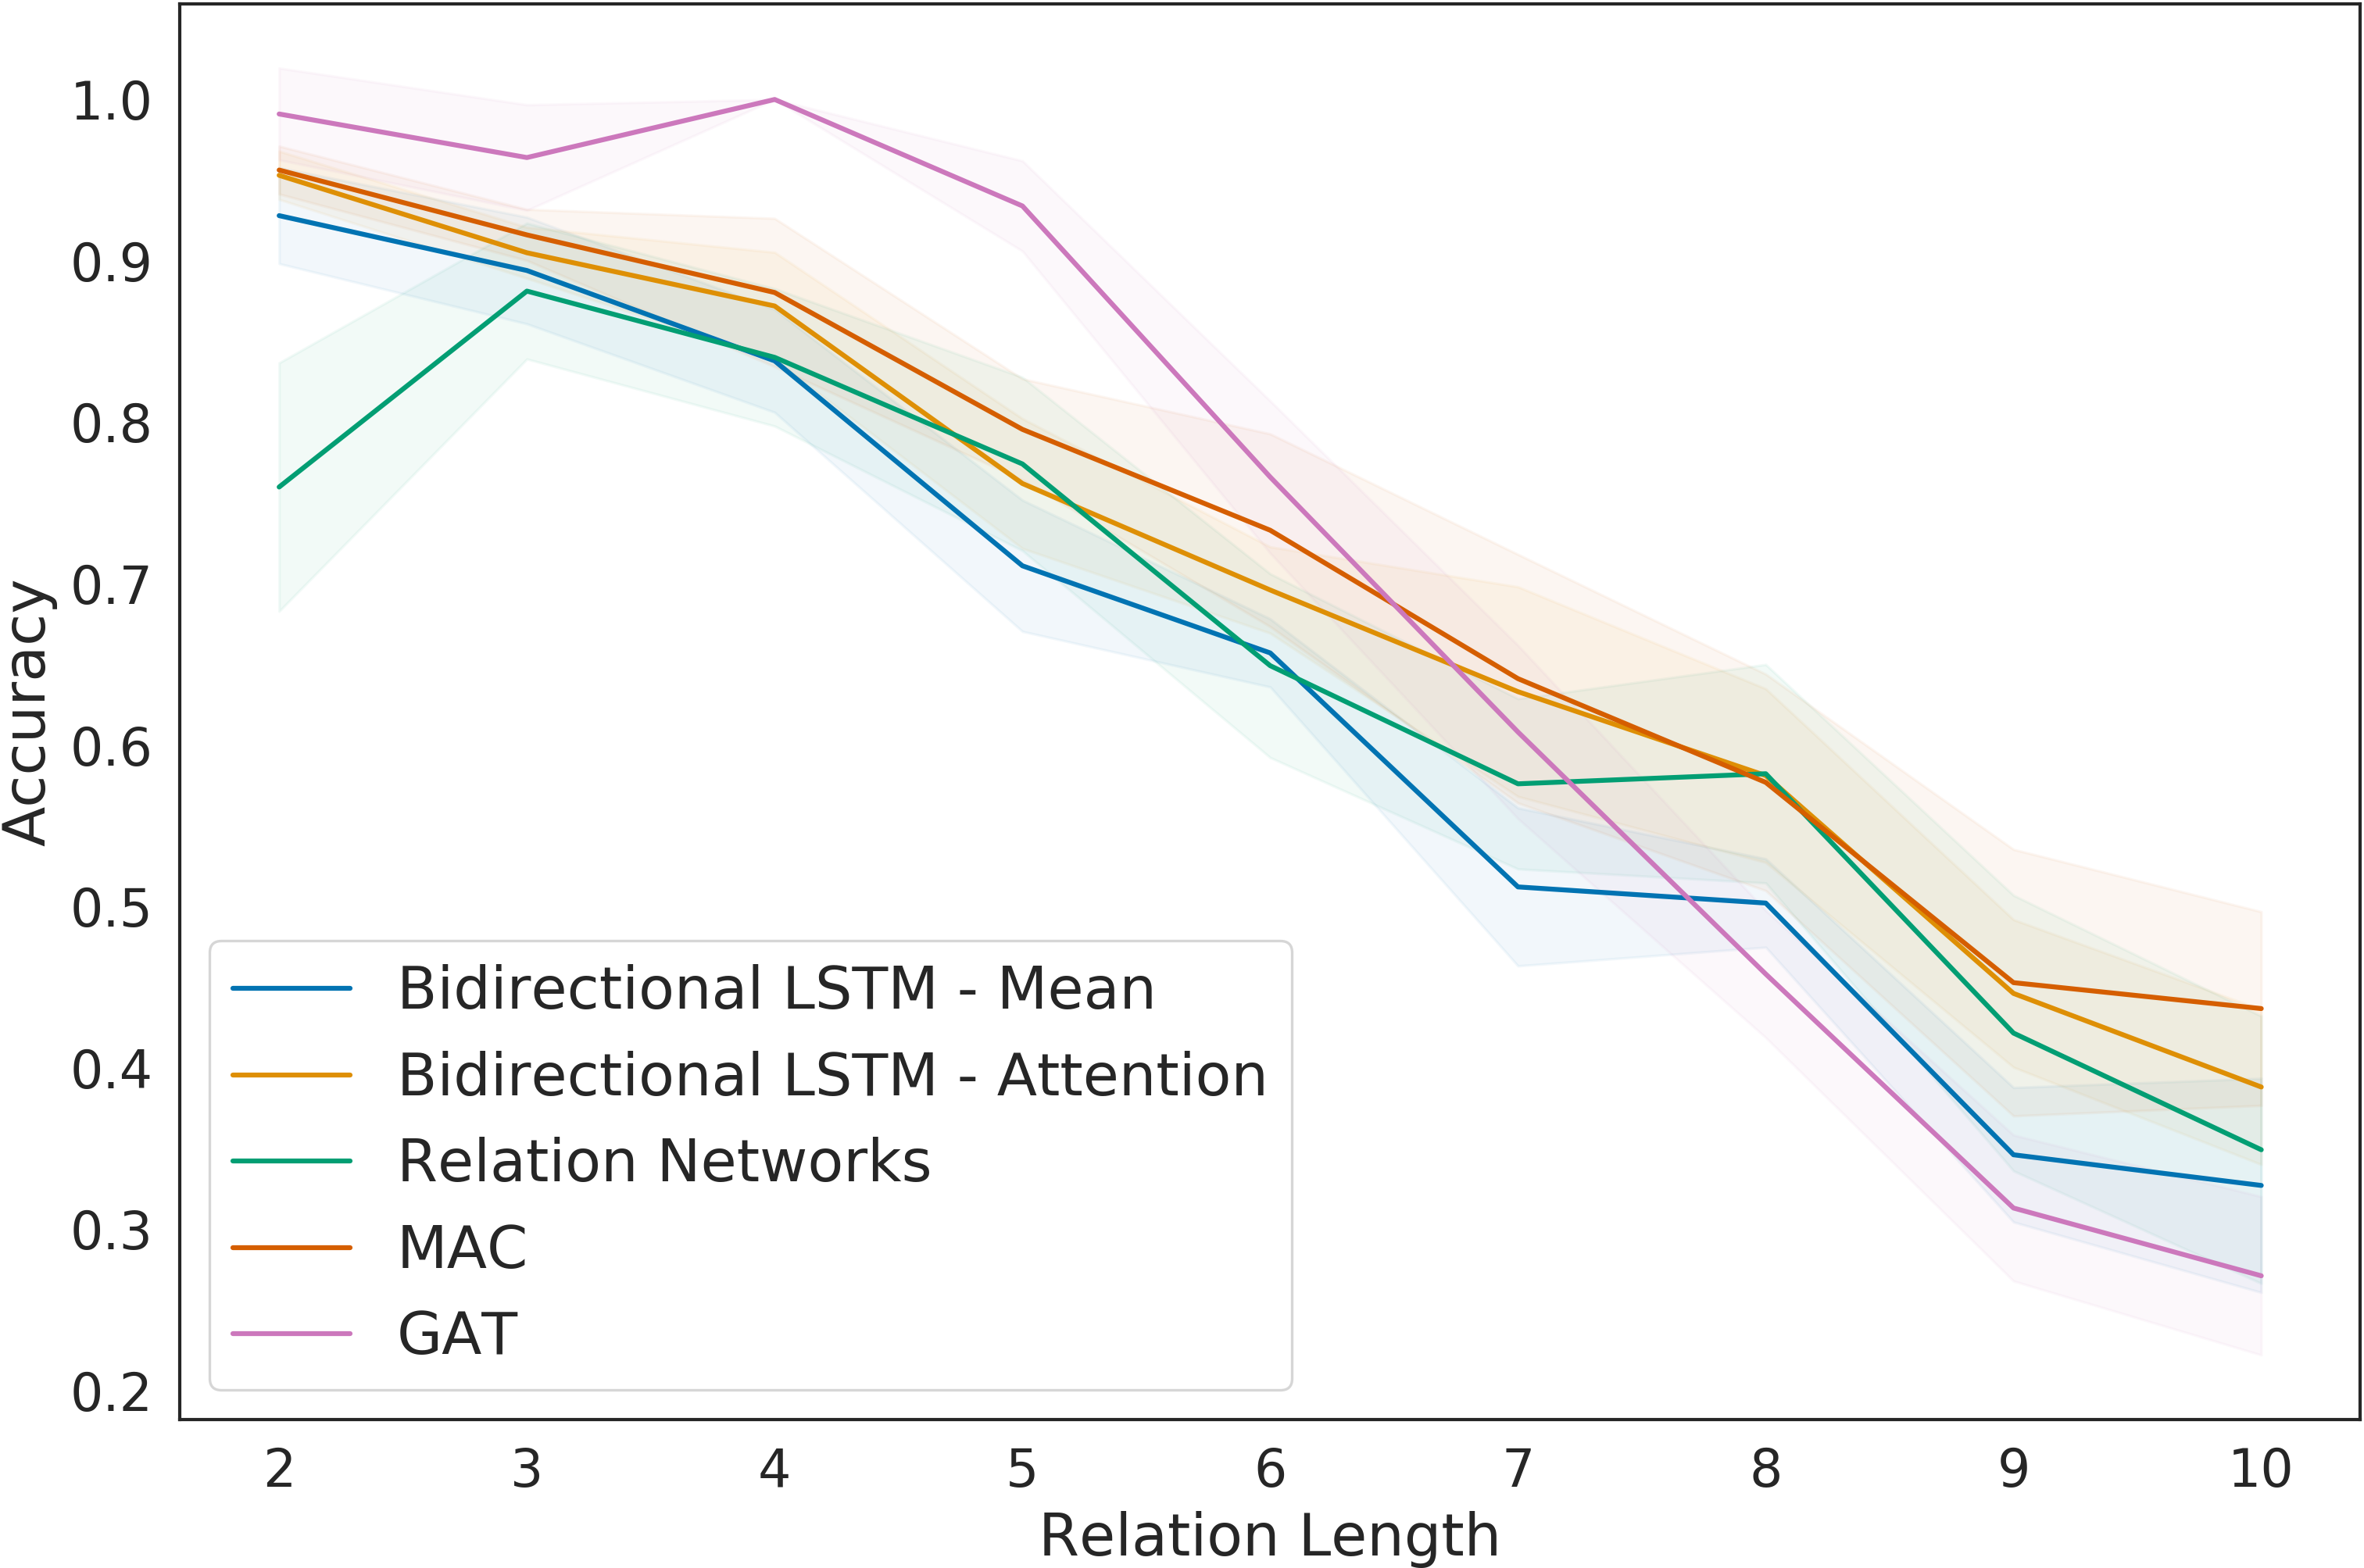 1.0
0.9
0.8
0.7
0.6
0.5
0.4
0.3
0.2
Accuracy
Bidirectional LSTM - Mean
Bidirectional LSTM - Attention
Relation Networks
MAC
GAT
2 3 4 5 6 7 8 9 10
Relation Length